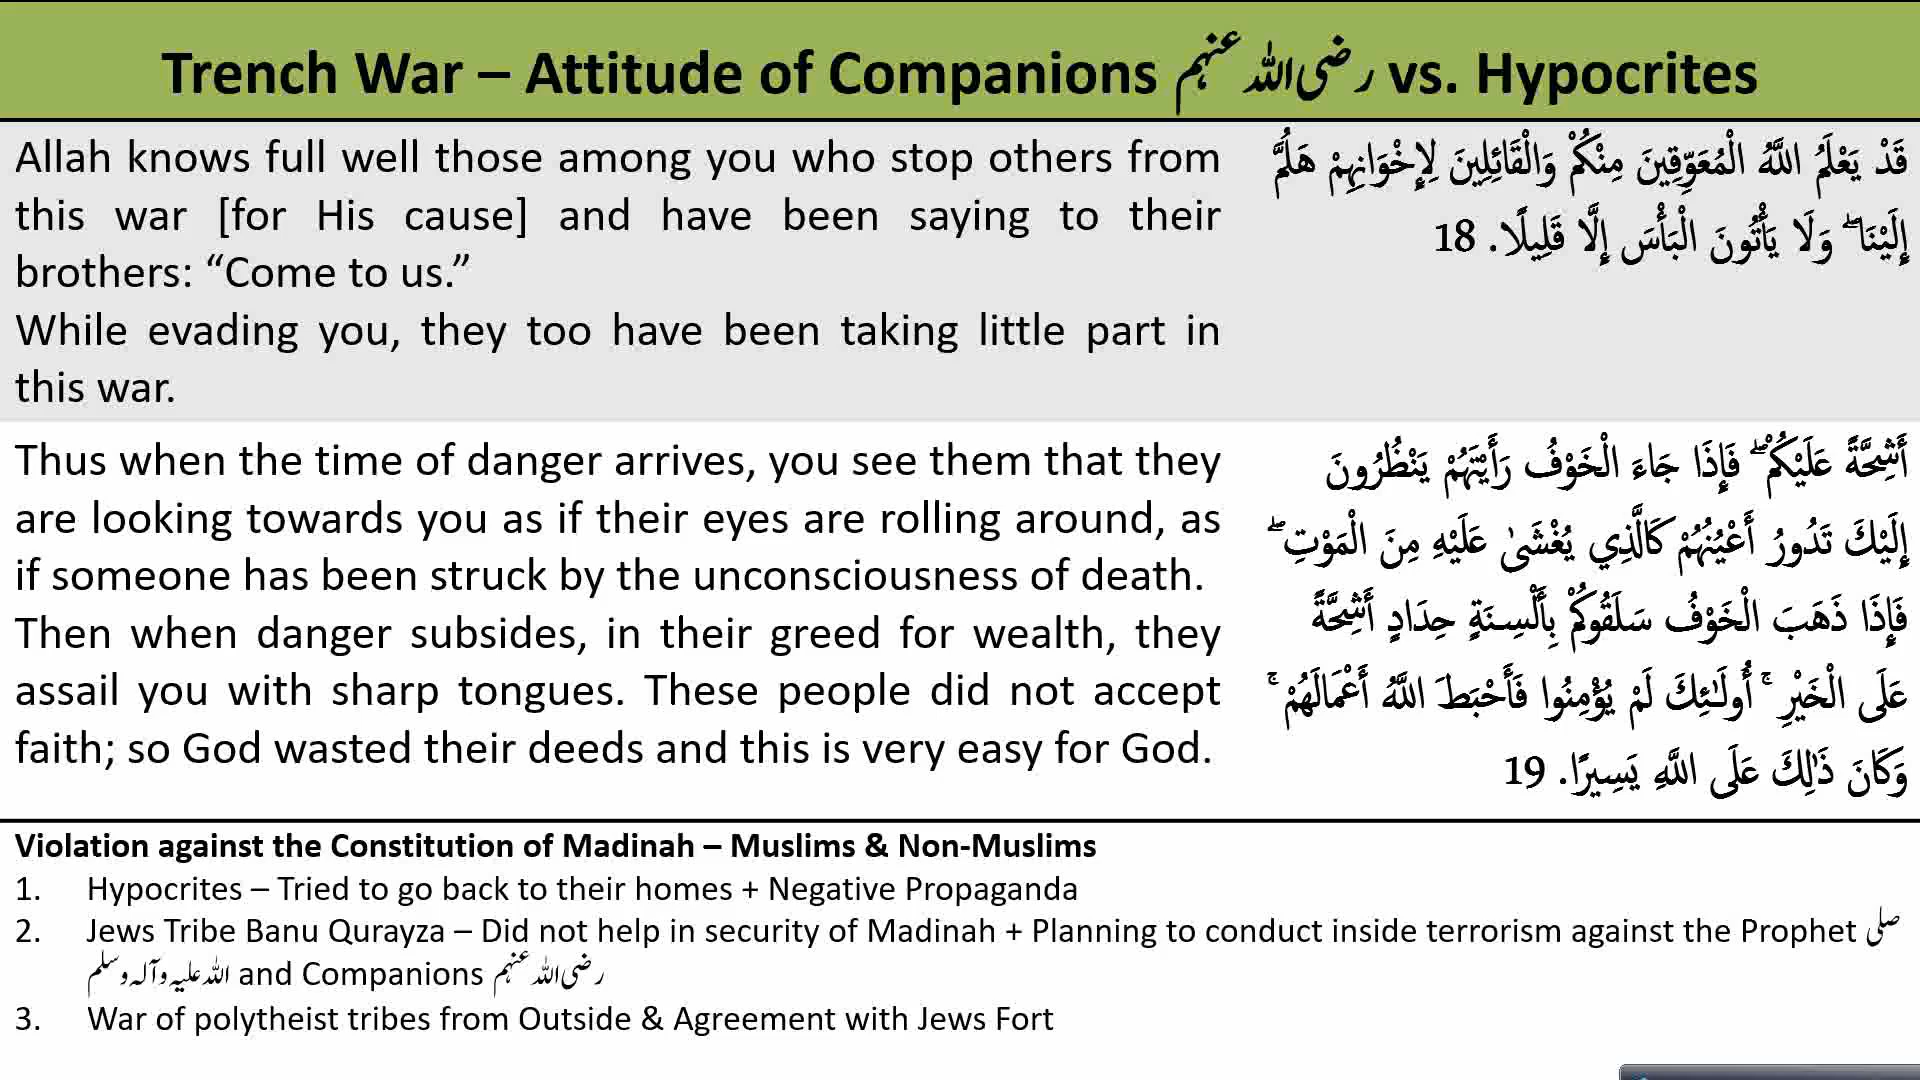 Trench War – Attitude of Companions رضی اللہ عنہم vs. Hypocrites
Allah knows full well those among you who stop others from
this war [for His cause] and have been saying to their
brothers: “Come to us.”
While evading you, they too have been taking little part in
this war.
قَدْ يَعْلَمُ اللَّهُ الْمُعَوِّقِينَ مِنْكُمْ وَالْقَائِلِينَ لِإِخْوَانِهِمْ هَلُمَّ
إِلَيْنَا ۖ وَلَا يَأْتُونَ الْبَأْسَ إِلَّا قَلِيلًا. 18
Thus when the time of danger arrives, you see them that they
are looking towards you as if their eyes are rolling around, as
if someone has been struck by the unconsciousness of death.
Then when danger subsides, in their greed for wealth, they
assail you with sharp tongues. These people did not accept
faith; so God wasted their deeds and this is very easy for God.
أَشِحَّةً عَلَيْكُمْ ۖ فَإِذَا جَاءَ الْخَوْفُ رَأَيْتَهُمْ يَنْظُرُونَ
إِلَيْكَ تَدُورُ أَعْيُنُهُمْ كَالَّذِي يُغْشَىٰ عَلَيْهِ مِنَ الْمَوْتِ ۖ
فَإِذَا ذَهَبَ الْخَوْفُ سَلَقُوكُمْ بِأَلْسِنَةٍ حِدَادٍ أَشِحَّةً
عَلَى الْخَيْرِ ۚ أُولَٰئِكَ لَمْ يُؤْمِنُوا فَأَحْبَطَ اللَّهُ أَعْمَالَهُمْ ۚ
وَكَانَ ذَٰلِكَ عَلَى اللَّهِ يَسِيرًا. 19
Violation against the Constitution of Madinah – Muslims & Non-Muslims
1. Hypocrites – Tried to go back to their homes + Negative Propaganda
2. Jews Tribe Banu Qurayza – Did not help in security of Madinah + Planning to conduct inside terrorism against the Prophet صلی
اللہ علیہ وآلہ وسلم and Companions رضی اللہ عنہم
3. War of polytheist tribes from Outside & Agreement with Jews Fort